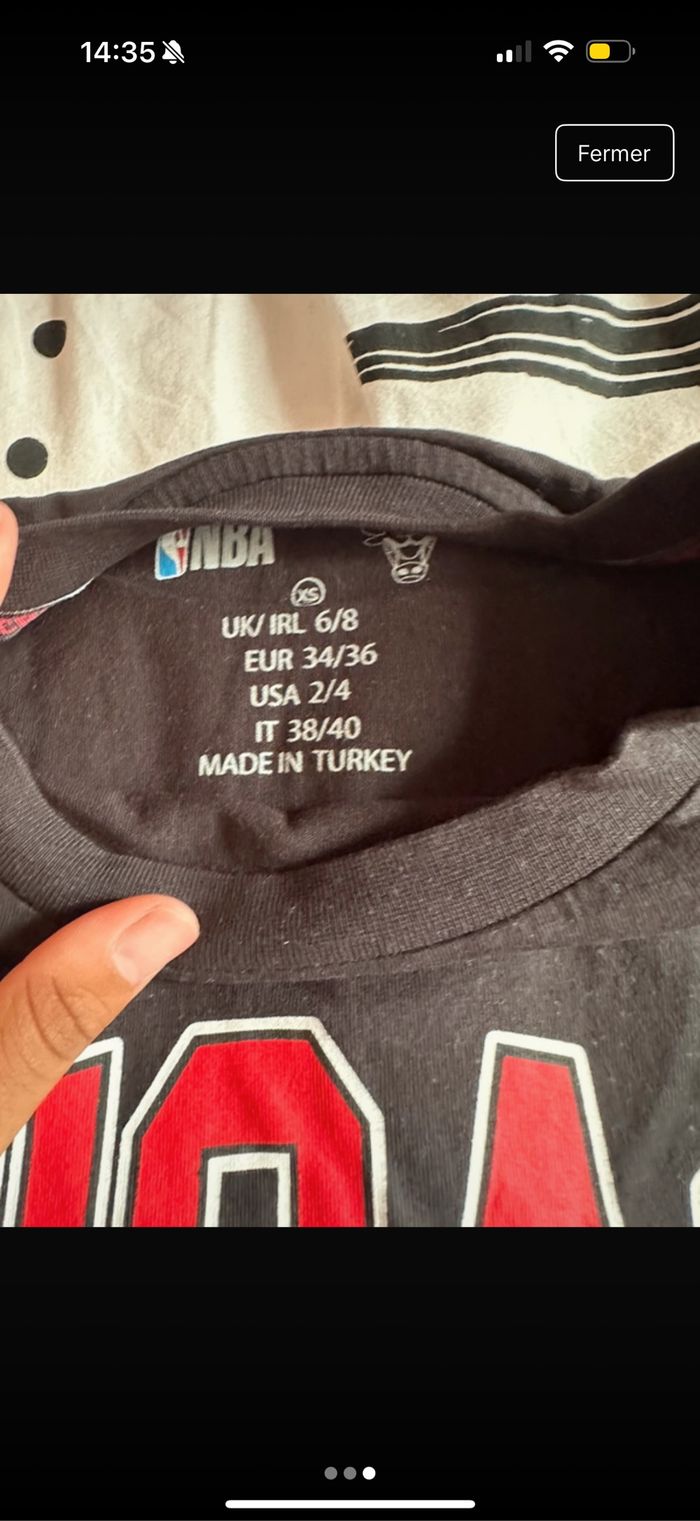 14:35
Fermer
NBA
XS
UK/ IRL 6/8
EUR 34/36
USA 2/4
IT 38/40
MADE IN TURKEY